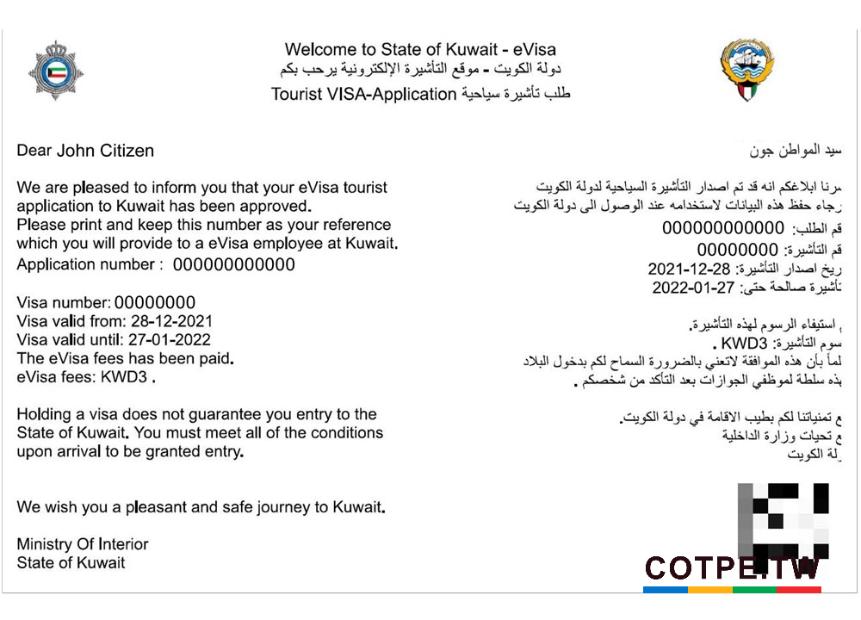 Welcome to State of Kuwait - eVisa
دولة الكويت - موقع التأشيرة الإلكترونية يرحب بكم
Tourist VISA-Application طلب تأشيرة سياحية
Dear John Citizen
We are pleased to inform you that your eVisa tourist
application to Kuwait has been approved.
Please print and keep this number as your reference
which you will provide to a eVisa employee at Kuwait.
Application number : 000000000000
Visa number: 00000000
Visa valid from: 28-12-2021
Visa valid until: 27-01-2022
The eVisa fees has been paid.
eVisa fees: KWD3 .
Holding a visa does not guarantee you entry to the
State of Kuwait. You must meet all of the conditions
upon arrival to be granted entry.
We wish you a pleasant and safe journey to Kuwait.
Ministry Of Interior
State of Kuwait
سيد المواطن جون
سرنا ابلاغكم انه قد تم اصدار التأشيرة السياحية لدولة الكويت
رجاء حفظ هذه البيانات لاستخدامه عند الوصول الى دولة الكويت
قم الطلب: 000000000000
قم التأشيرة: 00000000
ريخ اصدار التأشيرة: 28-12-2021
تأشيرة صالحة حتى: 27-01-2022
استيفاء الرسوم لهذه التأشيرة.
سوم التأشيرة: KWD3 .
لماً بأن هذه الموافقة لاتعني بالضرورة السماح لكم بدخول البلاد
ذه سلطة لموظفي الجوازات بعد التأكد من شخصكم .
ع تمنياتنا لكم بطيب الاقامة في دولة الكويت.
ع تحيات وزارة الداخلية
لة الكويت
COTPE.TW